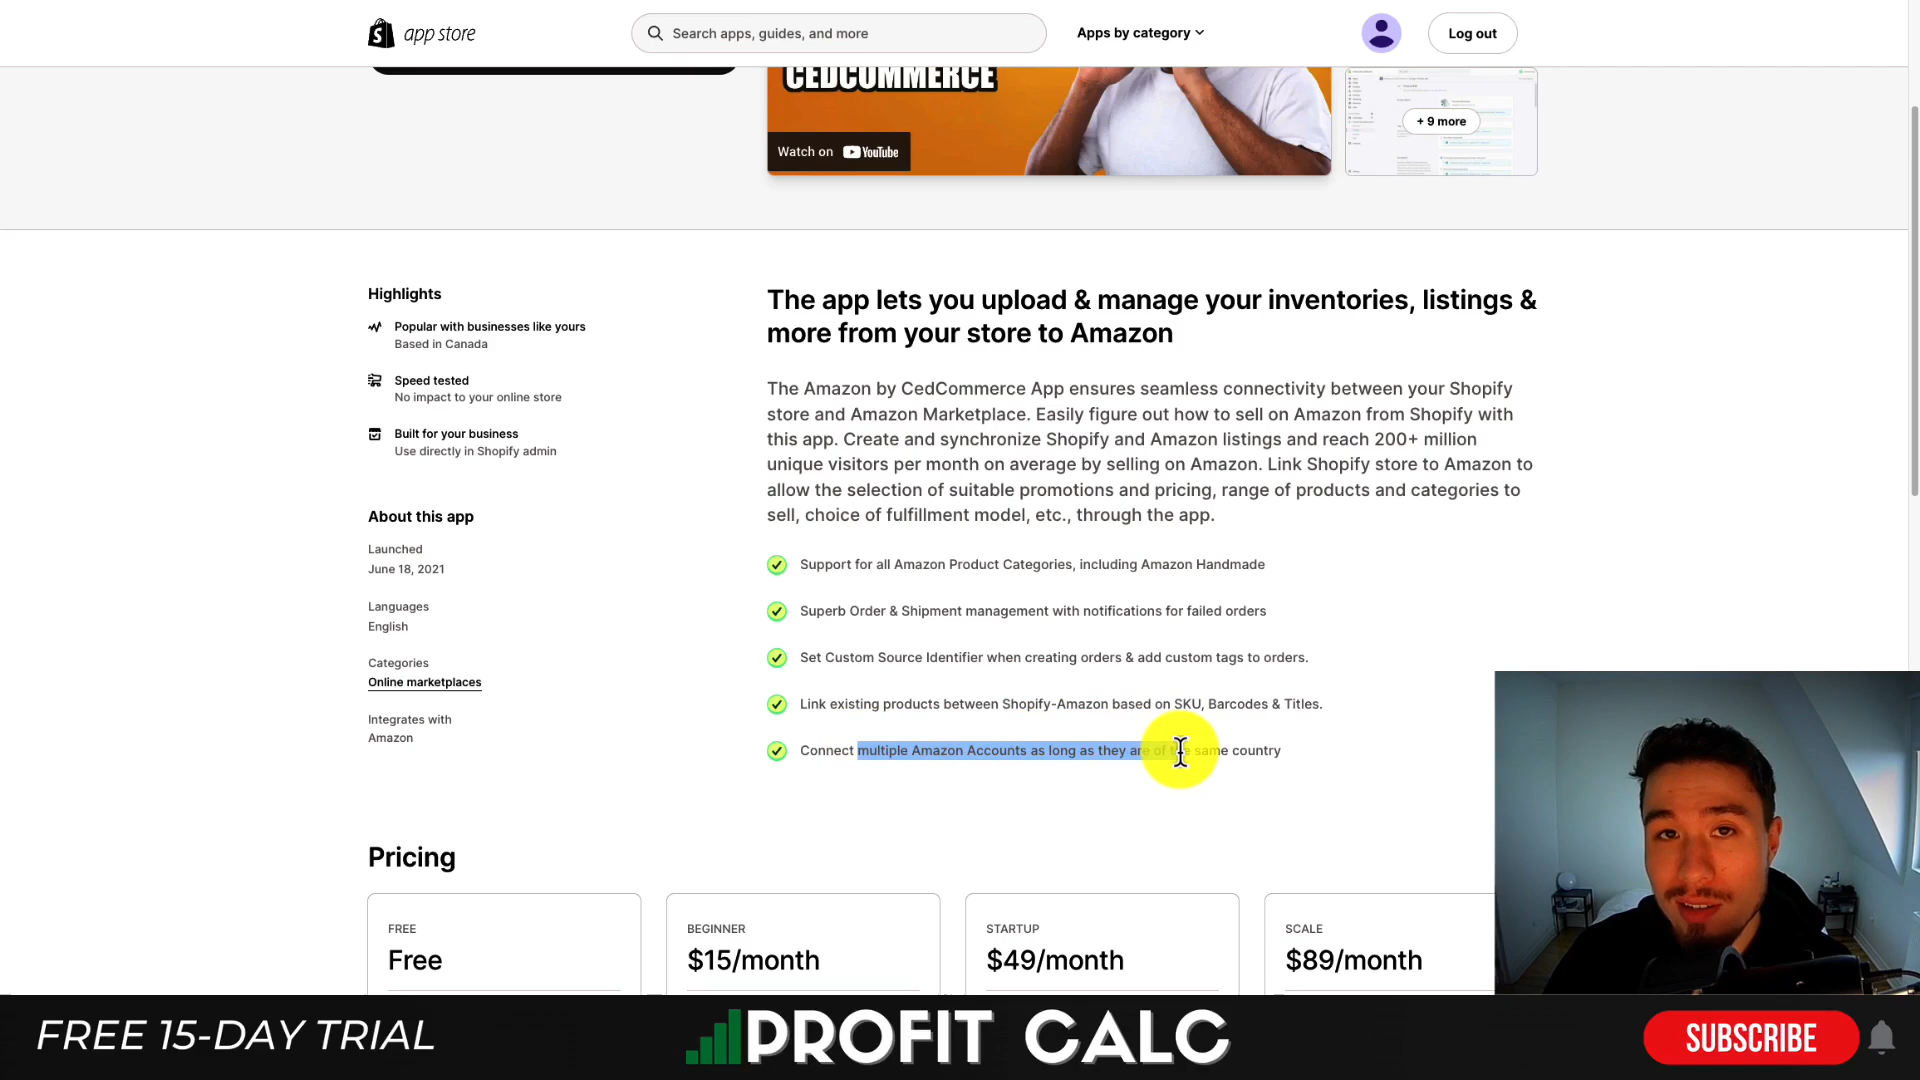 app store
Search apps, guides, and more
Apps by category
Log out
CEDCOMMERCE
Watch on YouTube
+ 9 more
Highlights
Popular with businesses like yours
Based in Canada
Speed tested
No impact to your online store
Built for your business
Use directly in Shopify admin
About this app
Launched
June 18, 2021
Languages
English
Categories
Online marketplaces
Integrates with
Amazon
The app lets you upload & manage your inventories, listings &
more from your store to Amazon
The Amazon by CedCommerce App ensures seamless connectivity between your Shopify
store and Amazon Marketplace. Easily figure out how to sell on Amazon from Shopify with
this app. Create and synchronize Shopify and Amazon listings and reach 200+ million
unique visitors per month on average by selling on Amazon. Link Shopify store to Amazon to
allow the selection of suitable promotions and pricing, range of products and categories to
sell, choice of fulfillment model, etc., through the app.
Support for all Amazon Product Categories, including Amazon Handmade
Superb Order & Shipment management with notifications for failed orders
Set Custom Source Identifier when creating orders & add custom tags to orders.
Link existing products between Shopify-Amazon based on SKU, Barcodes & Titles.
Connect multiple Amazon Accounts as long as they are of the same country
Pricing
FREE
Free
BEGINNER
$15/month
STARTUP
$49/month
SCALE
$89/month
FREE 15-DAY TRIAL
PROFIT CALC
SUBSCRIBE